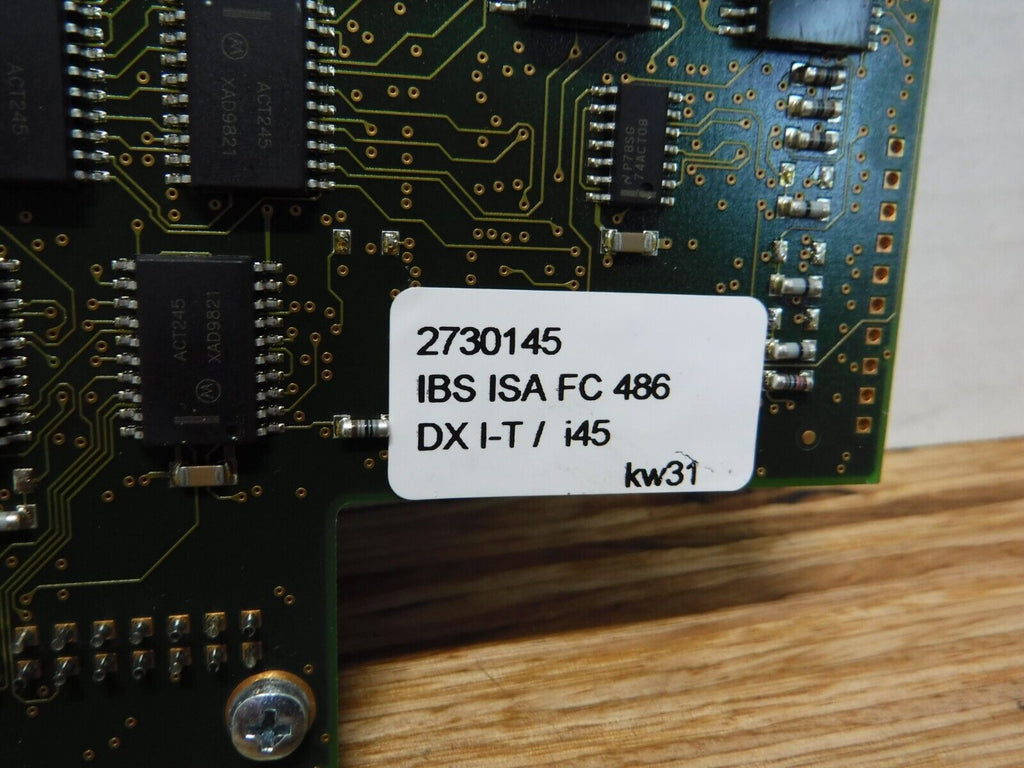 ACT245
ACT245
XAD9821
P78SG
74ACT08
ACT245
XAD9821
2730145
IBS ISA FC 486
DX I-T / i45
kw31